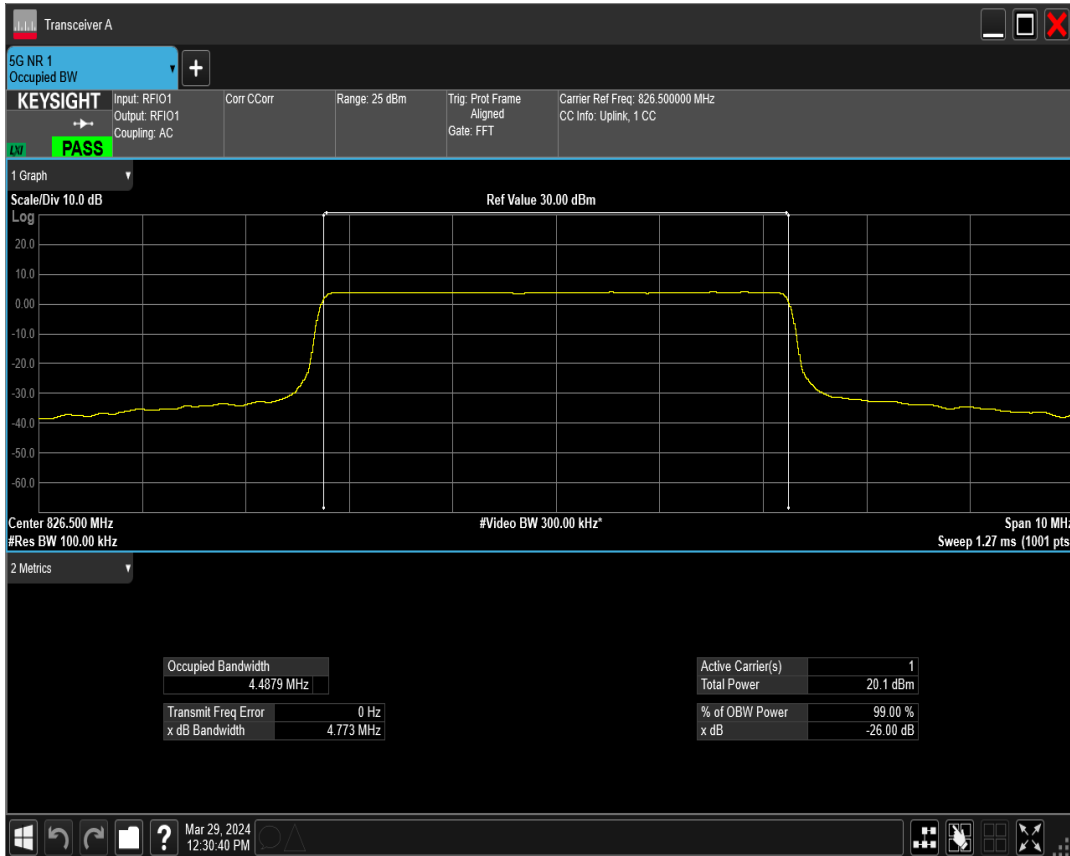 Transceiver A
5G NR 1
Occupied BW
+
KEYSIGHT
LXI
PASS
Input: RFIO1
Output: RFIO1
Coupling: AC
Corr CCorr
Range: 25 dBm
Trig: Prot Frame
Aligned
Gate: FFT
Carrier Ref Freq: 826.500000 MHz
CC Info: Uplink, 1 CC
1 Graph
Scale/Div 10.0 dB
Ref Value 30.00 dBm
Log
20.0
10.0
0.00
-10.0
-20.0
-30.0
-40.0
-50.0
-60.0
Center 826.500 MHz
#Video BW 300.00 kHz*
Span 10 MHz
#Res BW 100.00 kHz
Sweep 1.27 ms (1001 pts
2 Metrics
Occupied Bandwidth
4.4879 MHz
Transmit Freq Error 0 Hz
x dB Bandwidth 4.773 MHz
Active Carrier(s) 1
Total Power 20.1 dBm
% of OBW Power 99.00 %
x dB -26.00 dB
?
Mar 29, 2024
12:30:40 PM